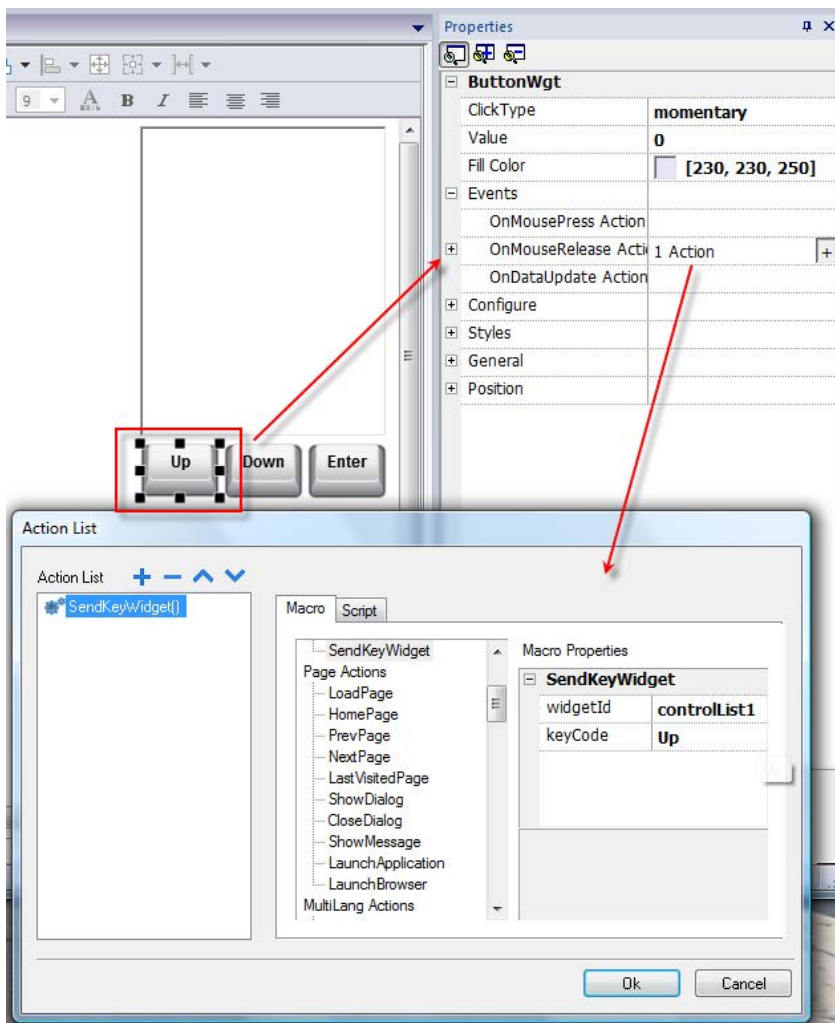 Properties
ButtonWgt
ClickType momentary
Value 0
Fill Color [230, 230, 250]
Events
OnMousePress Action
OnMouseRelease Acti 1 Action +
OnDataUpdate Action
Configure
Styles
General
Position
9 A B I
Up Down Enter
Action List
Action List
SendKeyWidget()
Macro Script
SendKeyWidget
Page Actions
LoadPage
HomePage
PrevPage
NextPage
LastVisitedPage
ShowDialog
CloseDialog
ShowMessage
LaunchApplication
LaunchBrowser
MultiLang Actions
Macro Properties
SendKeyWidget
widgetId controlList1
keyCode Up
Ok Cancel